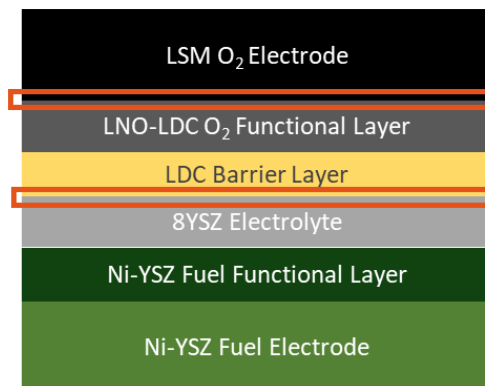 LSM O₂ Electrode
LNO-LDC O₂ Functional Layer
LDC Barrier Layer
8YSZ Electrolyte
Ni-YSZ Fuel Functional Layer
Ni-YSZ Fuel Electrode